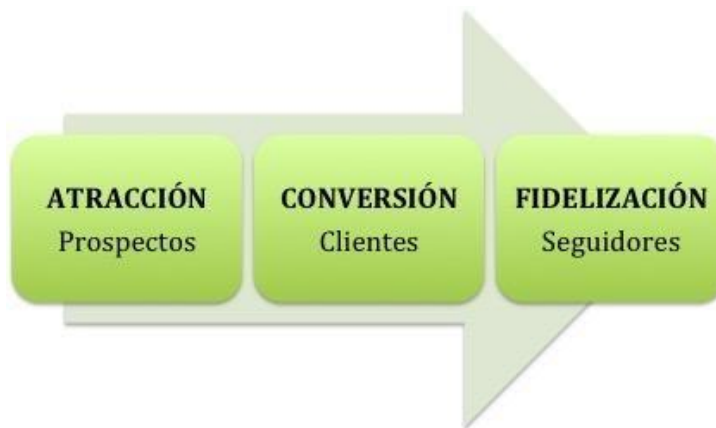 ATRACCIÓN
Prospectos
CONVERSIÓN
Clientes
FIDELIZACIÓN
Seguidores